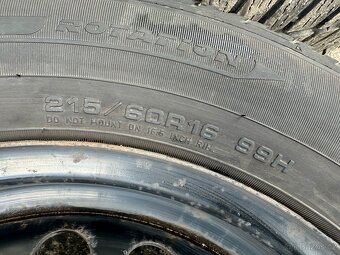 ROTATION
215/60R16 99H
DO NOT MOUNT ON 16.5 INCH RIM.